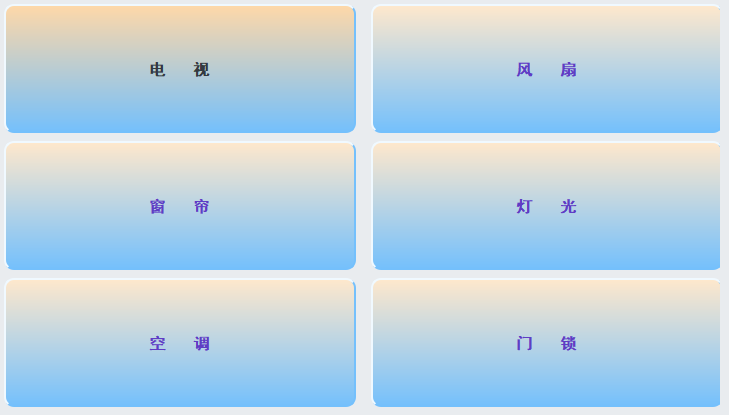 电 视
风 扇
窗 帘
灯 光
空 调
门 锁